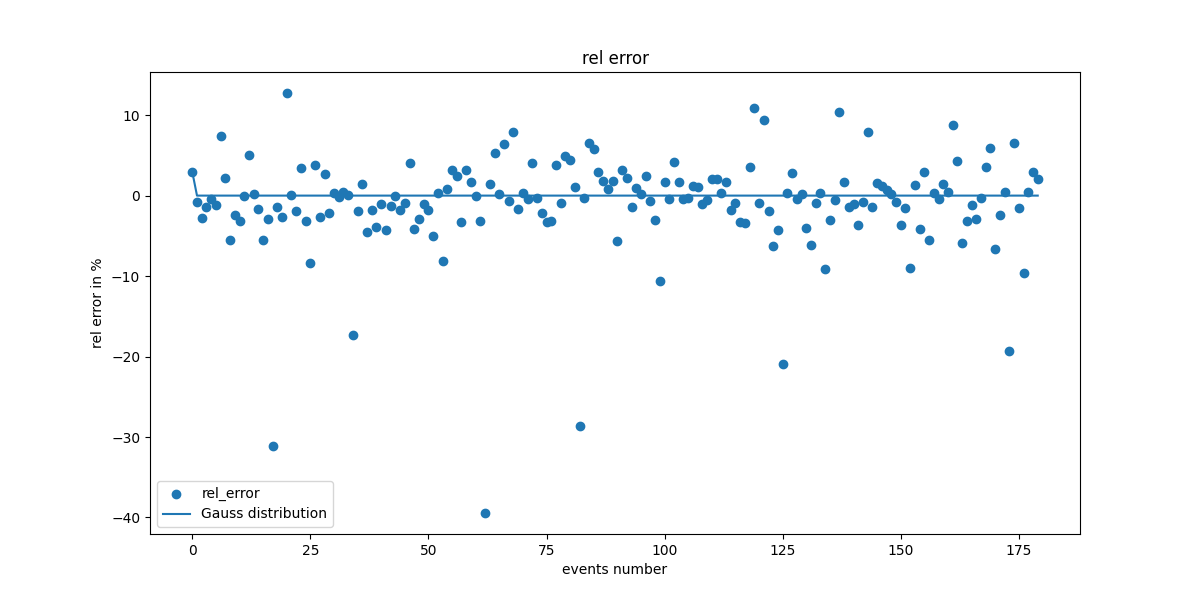 rel error
10
0
−10
−20
−30
−40
rel error in %
rel_error
Gauss distribution
0 25 50 75 100 125 150 175
events number